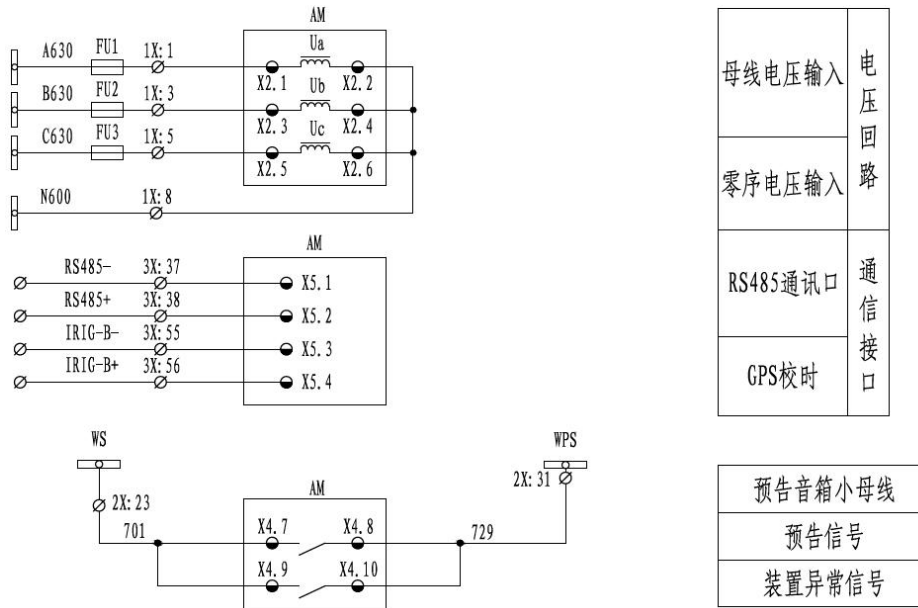 AM
A630 FU1 1X:1 Ua
X2.1 X2.2
B630 FU2 1X:3 Ub
X2.3 X2.4
C630 FU3 1X:5 Uc
X2.5 X2.6
N600 1X:8
母线电压输入
零序电压输入
电压回路
AM
RS485- 3X:37 X5.1
RS485+ 3X:38 X5.2
IRIG-B- 3X:55 X5.3
IRIG-B+ 3X:56 X5.4
RS485通讯口
GPS校时
通信接口
WS WPS
2X:23 AM 2X:31
701 X4.7 X4.8 729
X4.9 X4.10
预告音箱小母线
预告信号
装置异常信号